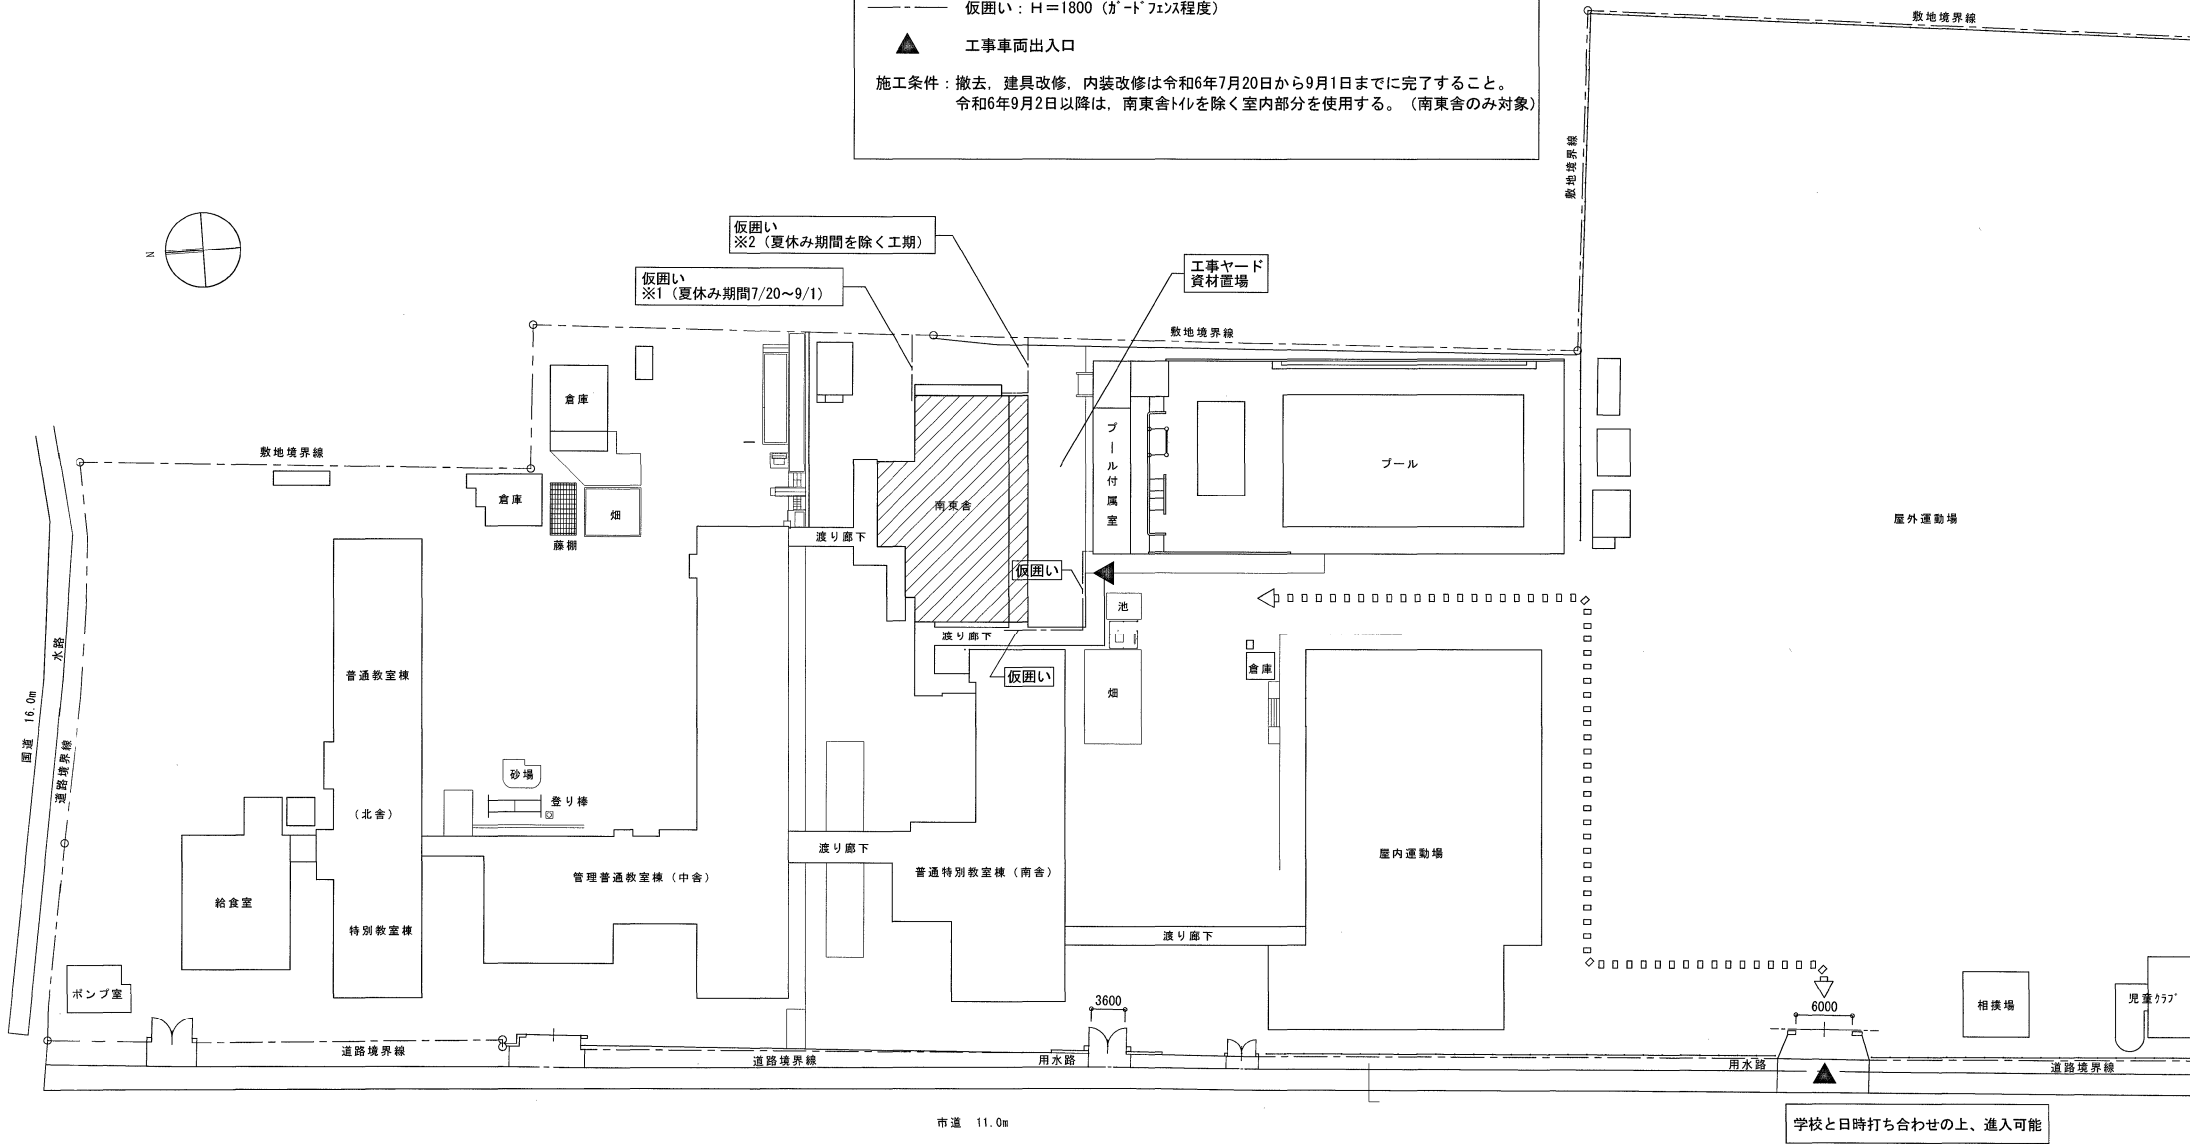 仮囲い：Ｈ＝1800（ｶﾞｰﾄﾞﾌｪﾝｽ程度）
工事車両出入口
施工条件：撤去，建具改修，内装改修は令和6年7月20日から9月1日までに完了すること。
令和6年9月2日以降は，南東舎ﾄｲﾚを除く室内部分を使用する。（南東舎のみ対象）
敷地境界線
敷地境界線
N
仮囲い
※2（夏休み期間を除く工期）
仮囲い
※1（夏休み期間7/20～9/1）
工事ヤード
資材置場
敷地境界線
敷地境界線
倉庫
倉庫
畑
藤棚
渡り廊下
南東舎
仮囲い
プール付属室
プール
屋外運動場
池
渡り廊下
仮囲い
畑
倉庫
国道 16.0m
水路
道路境界線
普通教室棟
（北舎）
特別教室棟
給食室
ポンプ室
砂場
登り棒
管理普通教室棟（中舎）
渡り廊下
普通特別教室棟（南舎）
渡り廊下
屋内運動場
3600
6000
相撲場
児童ｸﾗﾌﾞ
道路境界線
道路境界線
用水路
用水路
道路境界線
市道 11.0m
学校と日時打ち合わせの上、進入可能